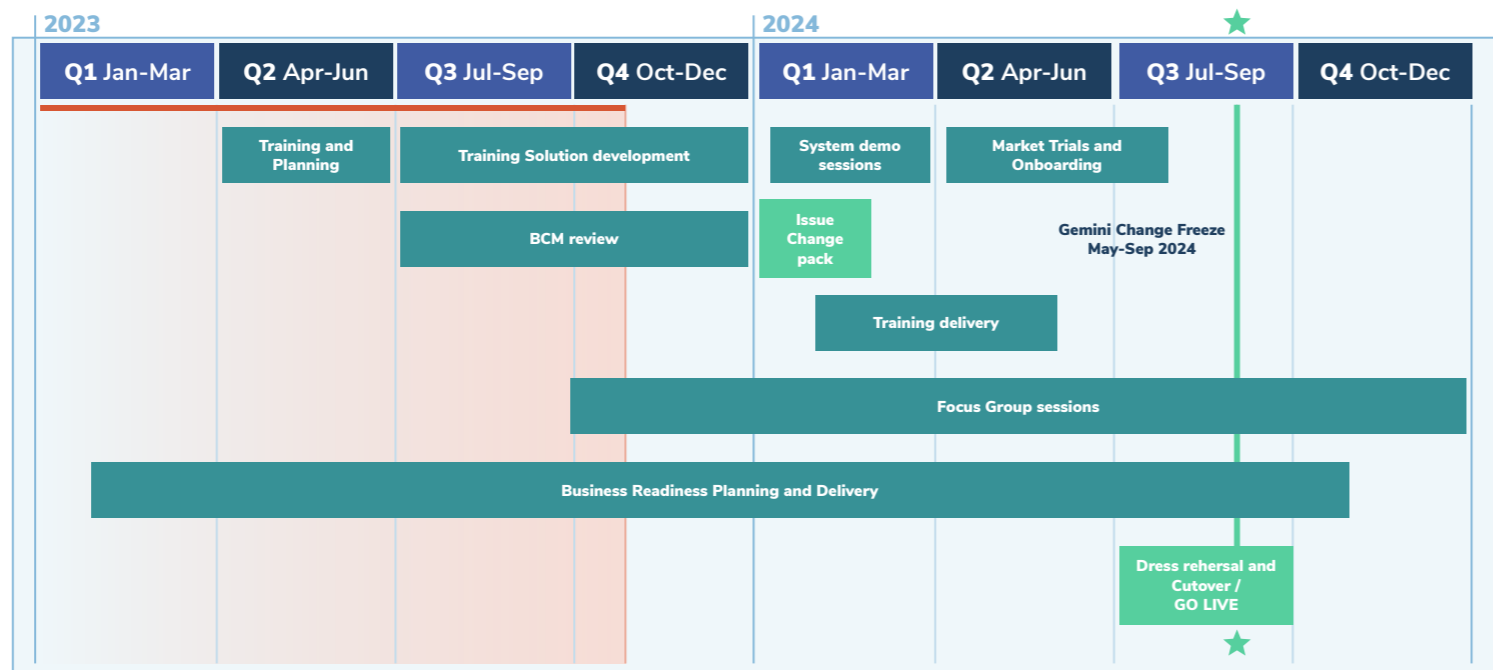 2023
2024
Q1 Jan-Mar
Q2 Apr-Jun
Q3 Jul-Sep
Q4 Oct-Dec
Q1 Jan-Mar
Q2 Apr-Jun
Q3 Jul-Sep
Q4 Oct-Dec
Training and
Planning
Training Solution development
System demo
sessions
Market Trials and
Onboarding
BCM review
Issue
Change
pack
Gemini Change Freeze
May-Sep 2024
Training delivery
Focus Group sessions
Business Readiness Planning and Delivery
Dress rehersal and
Cutover /
GO LIVE